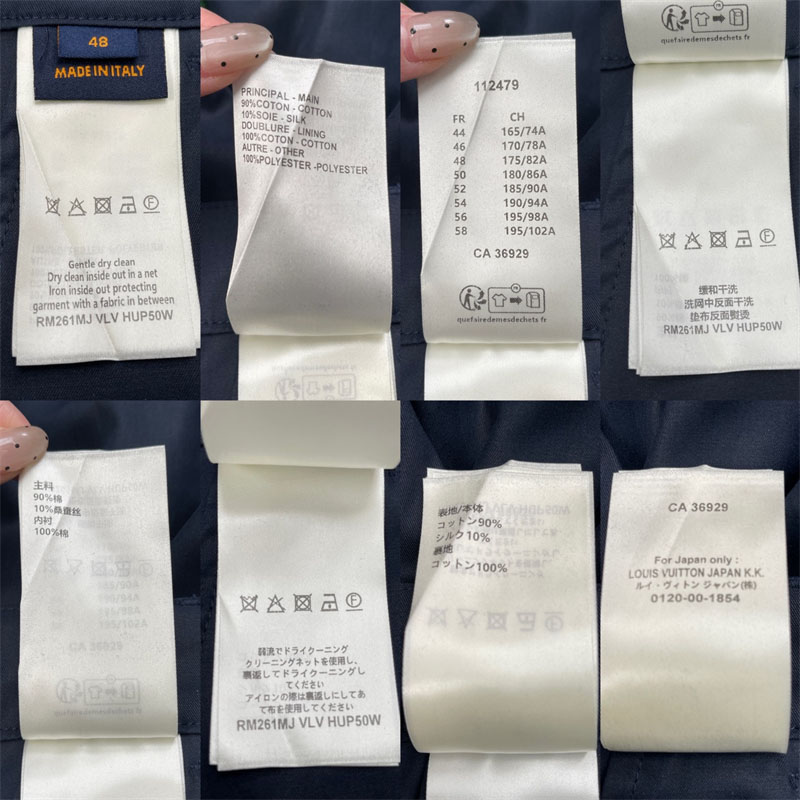 48
MADE IN ITALY
Gentle dry clean
Dry clean inside out in a net
Iron inside out protecting
garment with a fabric in between
RM261MJ VLV HUP50W
PRINCIPAL - MAIN
90%COTON - COTTON
10%SOIE - SILK
DOUBLURE - LINING
100%COTON - COTTON
AUTRE - OTHER
100%POLYESTER -POLYESTER
112479
FR CH
44 165/74A
46 170/78A
48 175/82A
50 180/86A
52 185/90A
54 190/94A
56 195/98A
58 195/102A
CA 36929
quefairedemesdechets.fr
quefairedemesdechets.fr
缓和干洗
洗网中反面干洗
垫布反面熨烫
RM261MJ VLV HUP50W
主料
90%棉
10%桑蚕丝
内衬
100%棉
CA 36929
quefairedemesdechets.fr
弱流でドライクーニング
クリーニングネットを使用し、
裏返してドライクーニングし
てください
アイロンの際は裏返しにしてあ
て布を使用してください
RM261MJ VLV HUP50W
表地/本体
コットン90%
シルク10%
裏地
コットン100%
CA 36929
For Japan only :
LOUIS VUITTON JAPAN K.K.
ルイ・ヴィトン ジャパン(株)
0120-00-1854